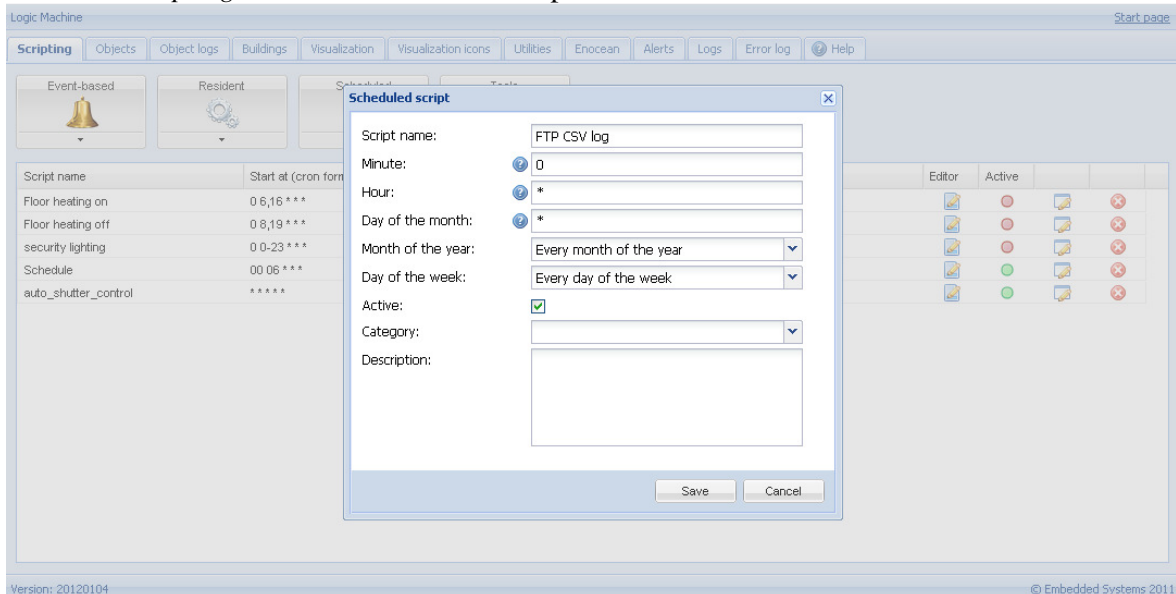 Logic Machine Start page
Scripting Objects Object logs Buildings Visualization Visualization icons Utilities Enocean Alerts Logs Error log Help
Event-based Resident
Scheduled script
Script name: FTP CSV log
Minute: 0
Hour: *
Day of the month: *
Month of the year: Every month of the year
Day of the week: Every day of the week
Active:
Category:
Description:
Save Cancel
Script name Start at (cron form Editor Active
Floor heating on 0 6,16 * * *
Floor heating off 0 8,19 * * *
security lighting 0 0-23 * * *
Schedule 00 06 * * *
auto_shutter_control * * * * *
Version: 20120104 © Embedded Systems 2011